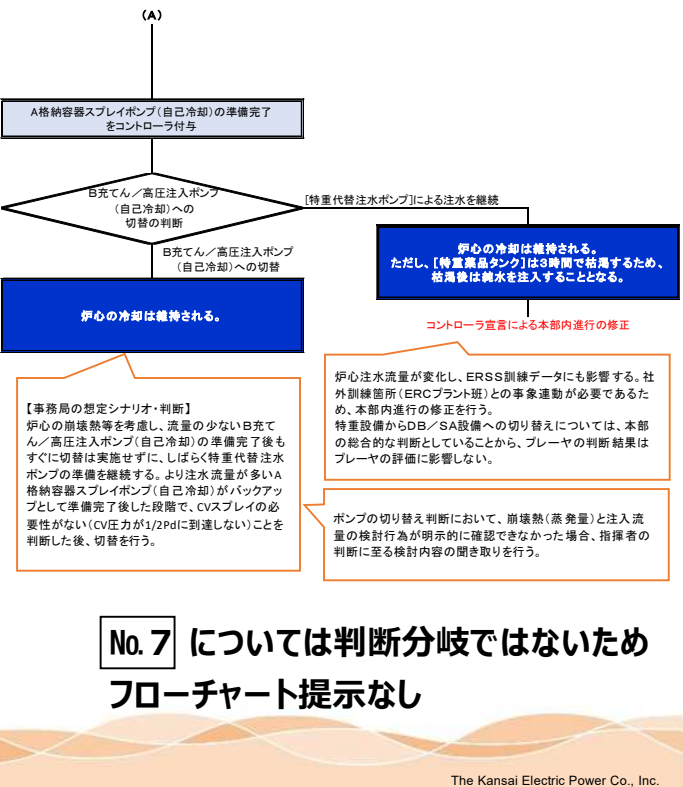 (A)
A格納容器スプレイポンプ（自己冷却）の準備完了
をコントローラ付与
B充てん／高圧注入ポンプ
（自己冷却）への
切替の判断
[特重代替注水ポンプ]による注水を継続
B充てん／高圧注入ポンプ
（自己冷却）への切替
炉心の冷却は維持される。
ただし、[特重薬品タンク]は3時間で枯渇するため、
枯渇後は純水を注入することとなる。
炉心の冷却は維持される。
コントローラ宣言による本部内進行の修正
【事務局の想定シナリオ・判断】
炉心の崩壊熱等を考慮し、流量の少ないB充て
ん／高圧注入ポンプ（自己冷却）の準備完了後も
すぐに切替は実施せずに、しばらく特重代替注水
ポンプの準備を継続する。より注水流量が多いA
格納容器スプレイポンプ（自己冷却）がバックアッ
プとして準備完了後した段階で、CVスプレイの必
要性がない（CV圧力が1/2Pdに到達しない）ことを
判断した後、切替を行う。
炉心注水流量が変化し、ERSS訓練データにも影響する。社
外訓練箇所（ERCプラント班）との事象連動が必要であるた
め、本部内進行の修正を行う。
特重設備からDB／SA設備への切り替えについては、本部
の総合的な判断としていることから、プレーヤの判断結果は
プレーヤの評価に影響しない。
ポンプの切り替え判断において、崩壊熱（蒸発量）と注入流
量の検討行為が明示的に確認できなかった場合、指揮者の
判断に至る検討内容の聞き取りを行う。
№7 については判断分岐ではないため
フローチャート提示なし
The Kansai Electric Power Co., Inc.